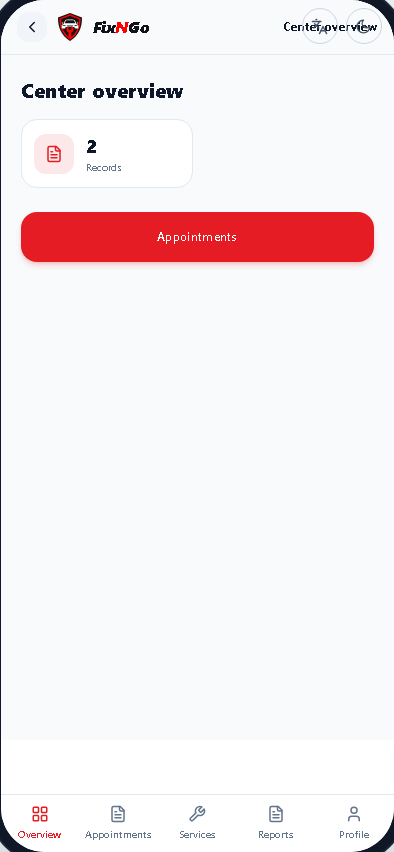 FixNGo
Center overview
Center overview
2
Records
Appointments
Overview
Appointments
Services
Reports
Profile